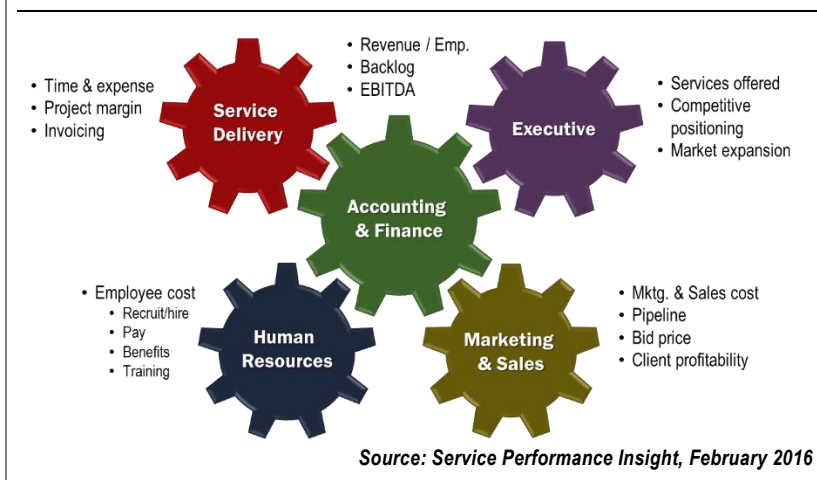 • Time & expense
• Project margin
• Invoicing
Service
Delivery
• Revenue / Emp.
• Backlog
• EBITDA
Executive
• Services offered
• Competitive
positioning
• Market expansion
Accounting
& Finance
• Employee cost
• Recruit/hire
• Pay
• Benefits
• Training
Human
Resources
Marketing
& Sales
• Mktg. & Sales cost
• Pipeline
• Bid price
• Client profitability
Source: Service Performance Insight, February 2016